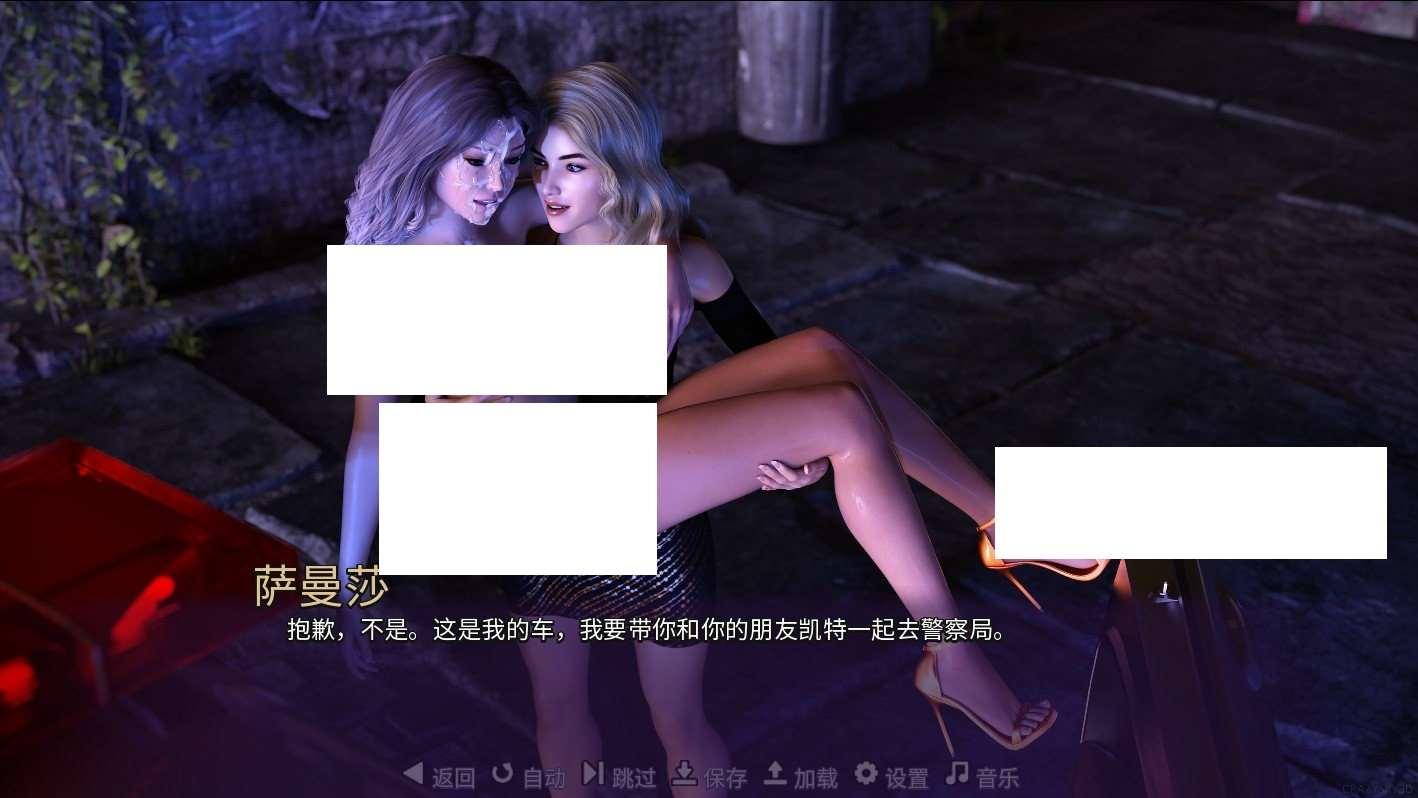 萨曼莎
抱歉，不是。这是我的车，我要带你和你的朋友凯特一起去警察局。
返回 自动 跳过 保存 加载 设置 音乐